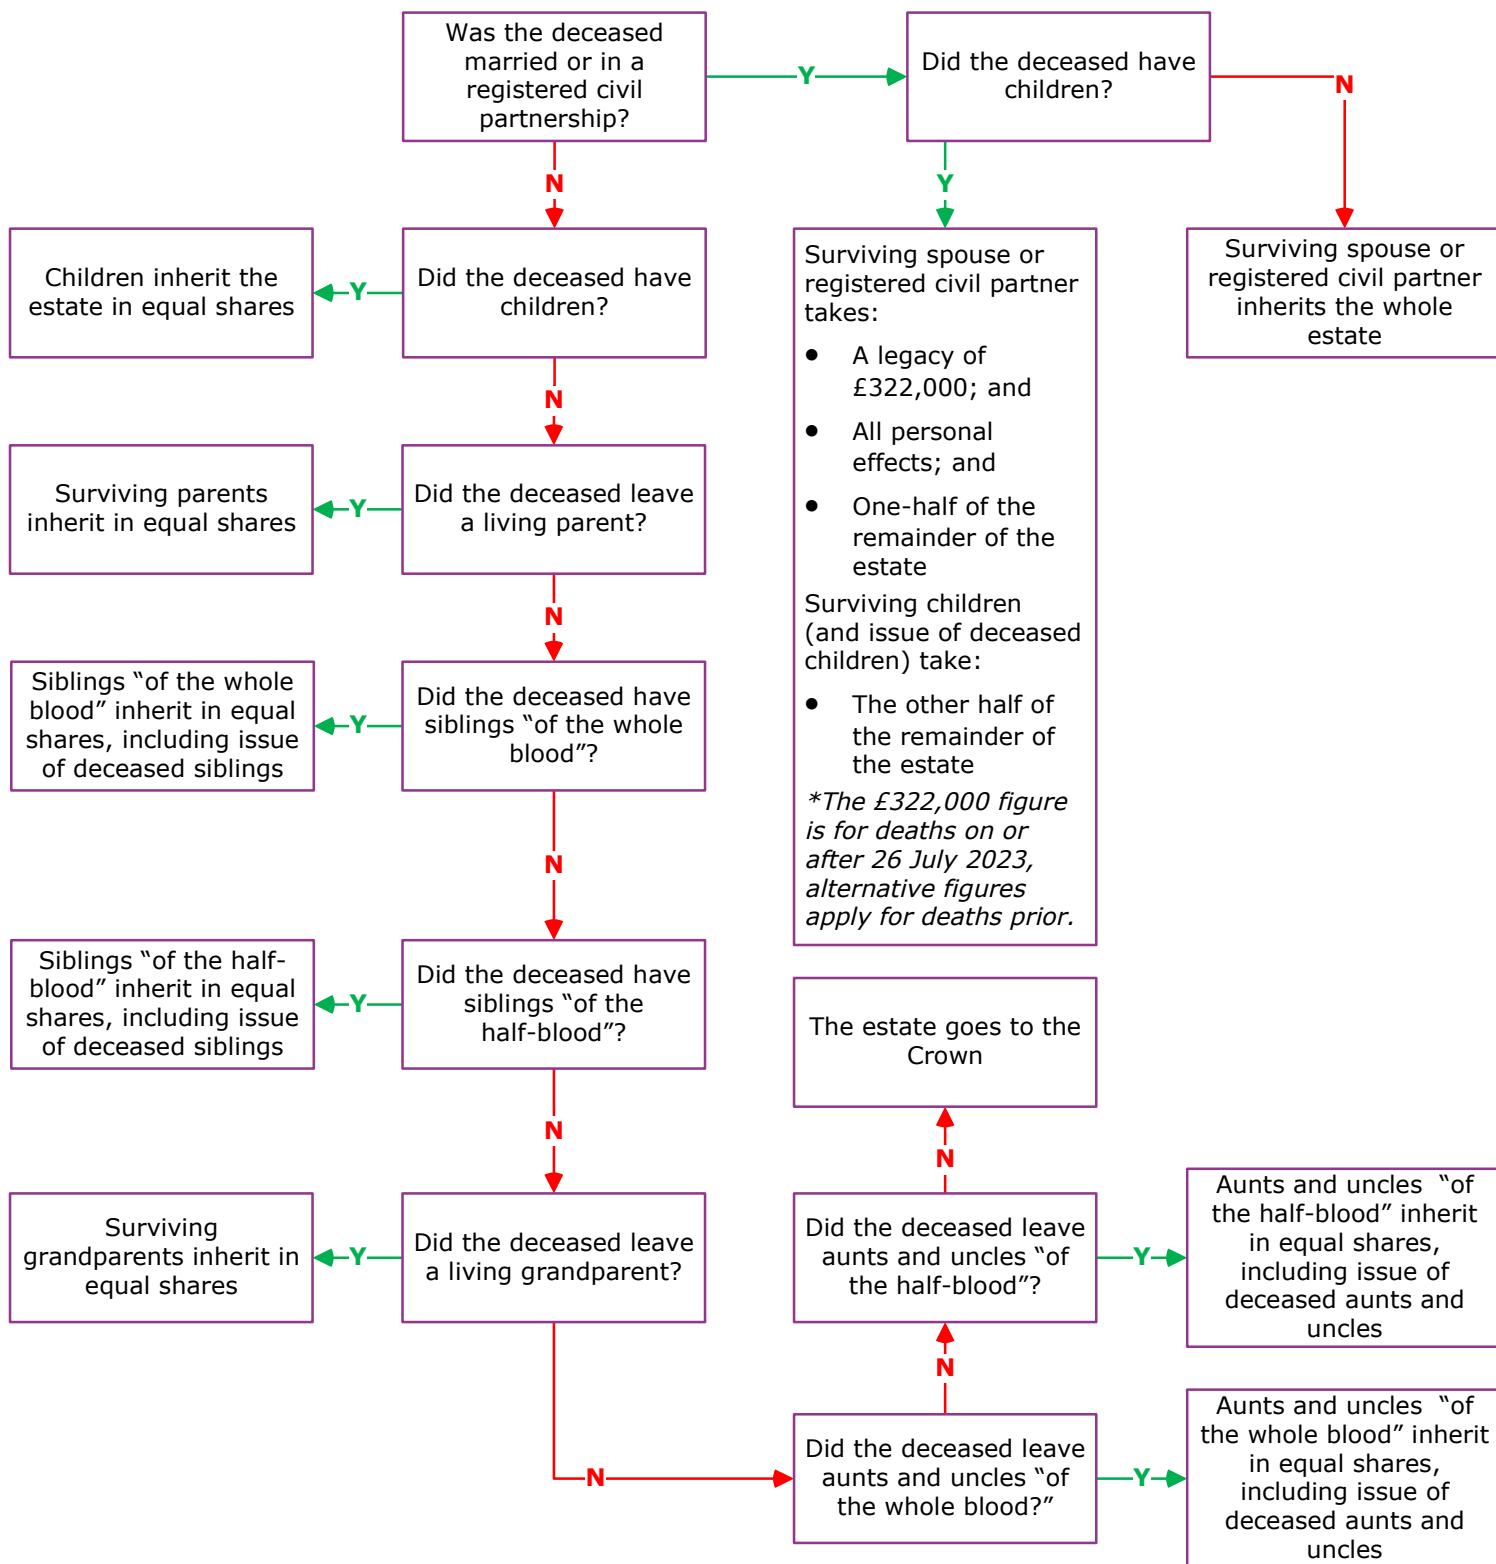 Was the deceased
married or in a
registered civil
partnership?
Y
Did the deceased have
children?
N
N
Y
Children inherit the
estate in equal shares
Y
Did the deceased have
children?
Surviving spouse or
registered civil partner
takes:
• A legacy of
£322,000; and
• All personal
effects; and
• One-half of the
remainder of the
estate
Surviving children
(and issue of deceased
children) take:
• The other half of
the remainder of
the estate
*The £322,000 figure
is for deaths on or
after 26 July 2023,
alternative figures
apply for deaths prior.
Surviving spouse or
registered civil partner
inherits the whole
estate
N
Surviving parents
inherit in equal shares
Y
Did the deceased leave
a living parent?
N
Siblings “of the whole
blood” inherit in equal
shares, including issue
of deceased siblings
Y
Did the deceased have
siblings “of the whole
blood”?
N
Siblings “of the half-
blood” inherit in equal
shares, including issue
of deceased siblings
Y
Did the deceased have
siblings “of the
half-blood”?
The estate goes to the
Crown
N
N
Surviving
grandparents inherit in
equal shares
Y
Did the deceased leave
a living grandparent?
Did the deceased leave
aunts and uncles “of
the half-blood”?
Y
Aunts and uncles “of
the half-blood” inherit
in equal shares,
including issue of
deceased aunts and
uncles
N
N
Did the deceased leave
aunts and uncles “of
the whole blood?”
Y
Aunts and uncles “of
the whole blood” inherit
in equal shares,
including issue of
deceased aunts and
uncles